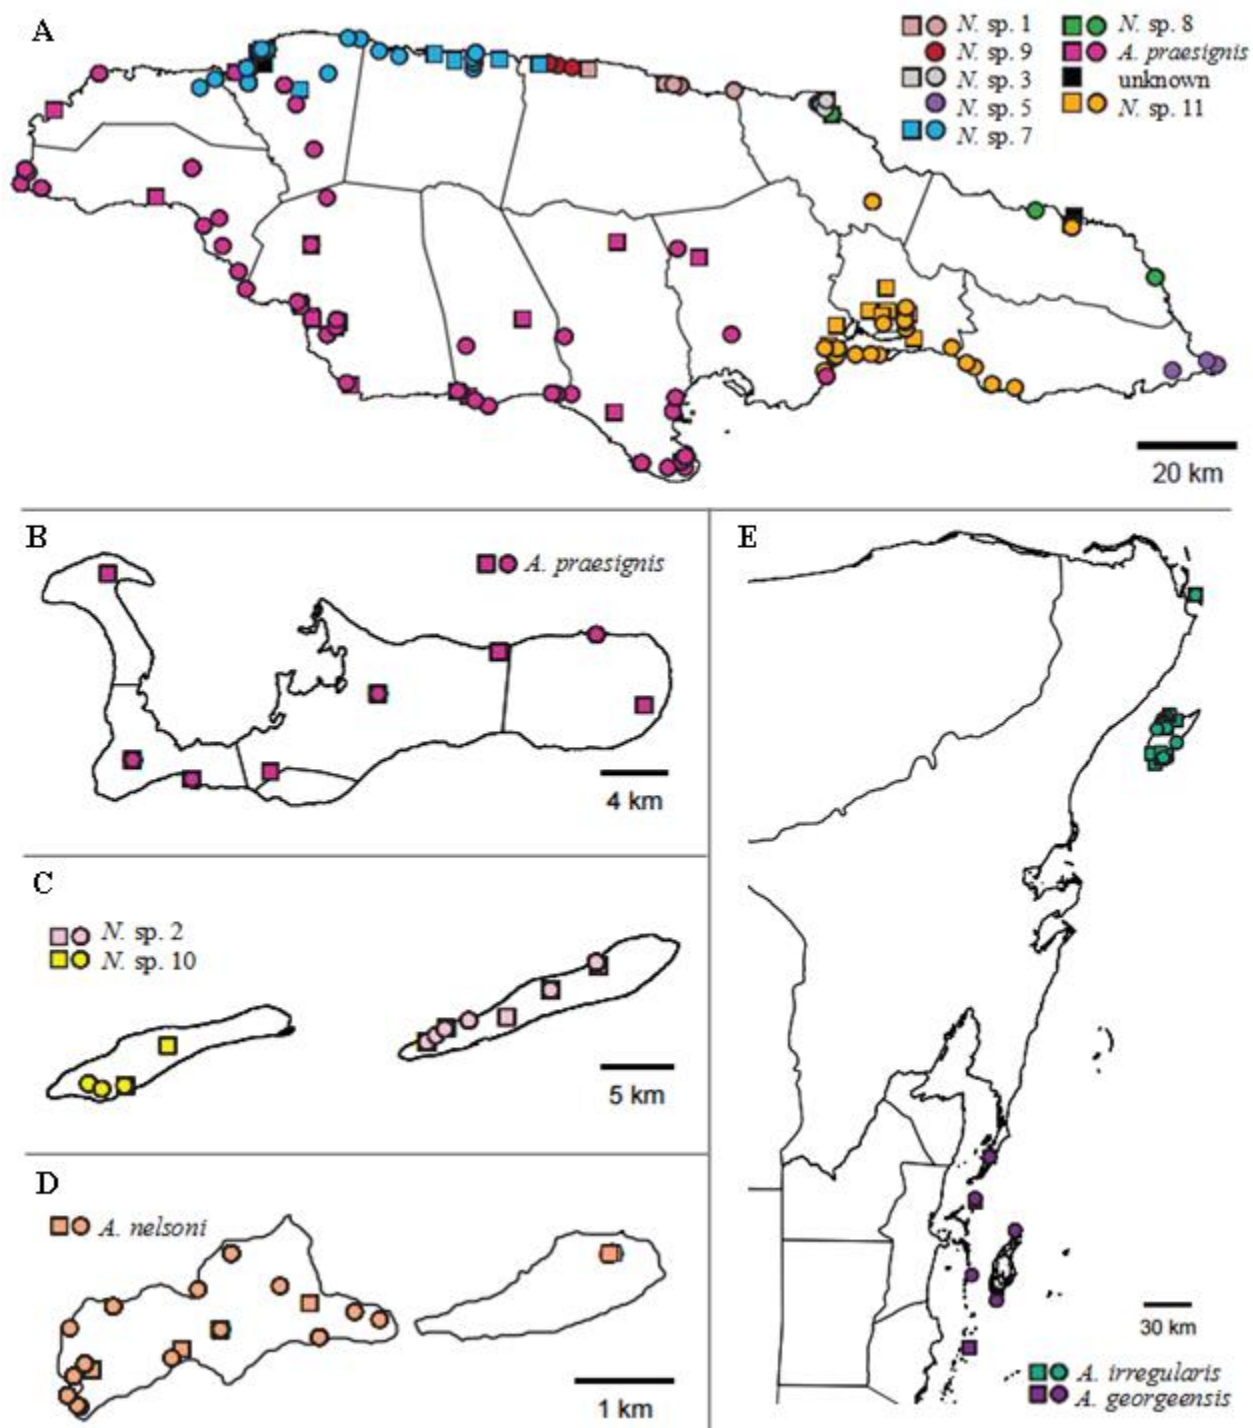 A
N. sp. 1
N. sp. 9
N. sp. 3
N. sp. 5
N. sp. 7
N. sp. 8
A. praesignis
unknown
N. sp. 11
20 km
B
A. praesignis
4 km
C
N. sp. 2
N. sp. 10
5 km
D
A. nelsoni
1 km
E
30 km
A. irregularis
A. georgeensis